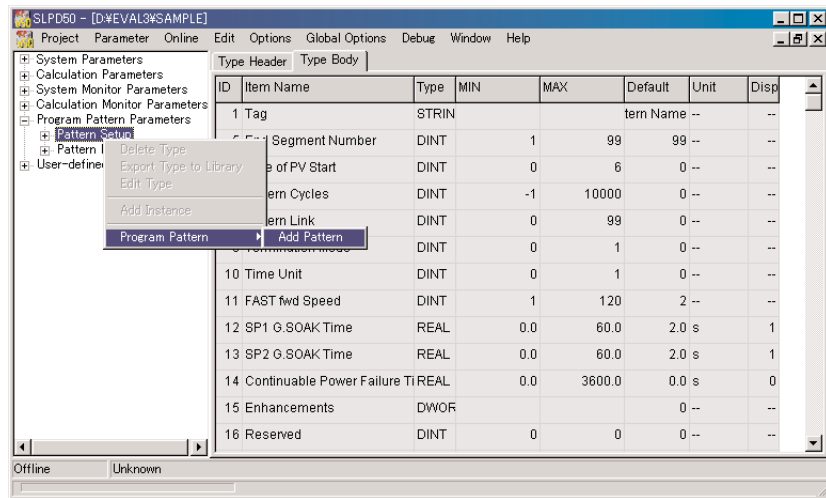 SLPD50 - [D:¥EVAL3¥SAMPLE]
Project Parameter Online Edit Options Global Options Debug Window Help
System Parameters
Calculation Parameters
System Monitor Parameters
Calculation Monitor Parameters
Program Pattern Parameters
Pattern Setup
Pattern
User-define
Delete Type
Export Type to Library
Edit Type
Add Instance
Program Pattern
Add Pattern
Type Header Type Body
ID Item Name Type MIN MAX Default Unit Disp
1 Tag STRIN tern Name -- --
Segment Number DINT 1 99 99 -- --
e of PV Start DINT 0 6 0 -- --
ern Cycles DINT -1 10000 0 -- --
ern Link DINT 0 99 0 -- --
DINT 0 1 0 -- --
10 Time Unit DINT 0 1 0 -- --
11 FAST fwd Speed DINT 1 120 2 -- --
12 SP1 G.SOAK Time REAL 0.0 60.0 2.0 s 1
13 SP2 G.SOAK Time REAL 0.0 60.0 2.0 s 1
14 Continuable Power Failure Ti REAL 0.0 3600.0 0.0 s 0
15 Enhancements DWOR 0 -- --
16 Reserved DINT 0 0 0 -- --
Offline Unknown